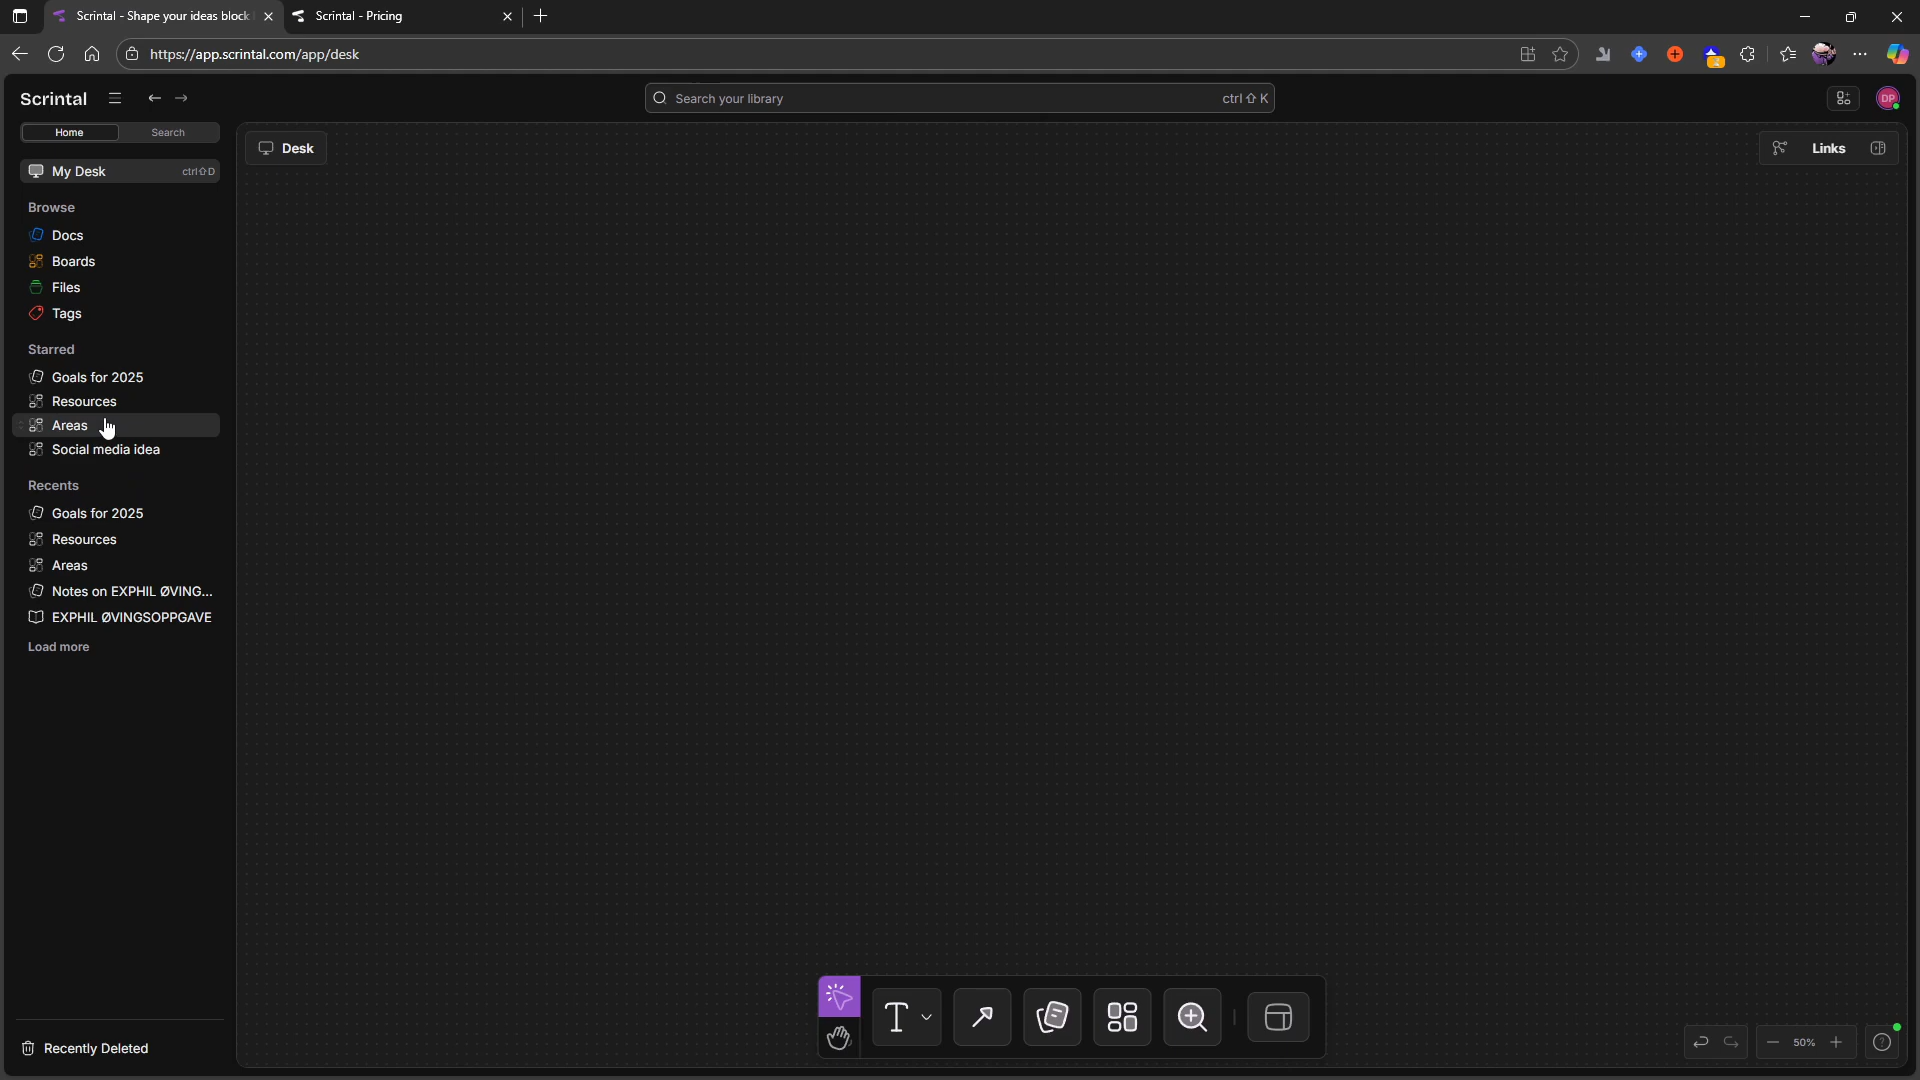 Scrintal - Shape your ideas block
Scrintal - Pricing
https://app.scrintal.com/app/desk
2
Scrintal
Search your library
ctrl⇧K
DP
Home
Search
Desk
Links
My Desk
ctrl⇧D
Browse
Docs
Boards
Files
Tags
Starred
Goals for 2025
Resources
Areas
Social media idea
Recents
Goals for 2025
Resources
Areas
Notes on EXPHIL ØVING...
EXPHIL ØVINGSOPPGAVE
Load more
Recently Deleted
T
50%
?